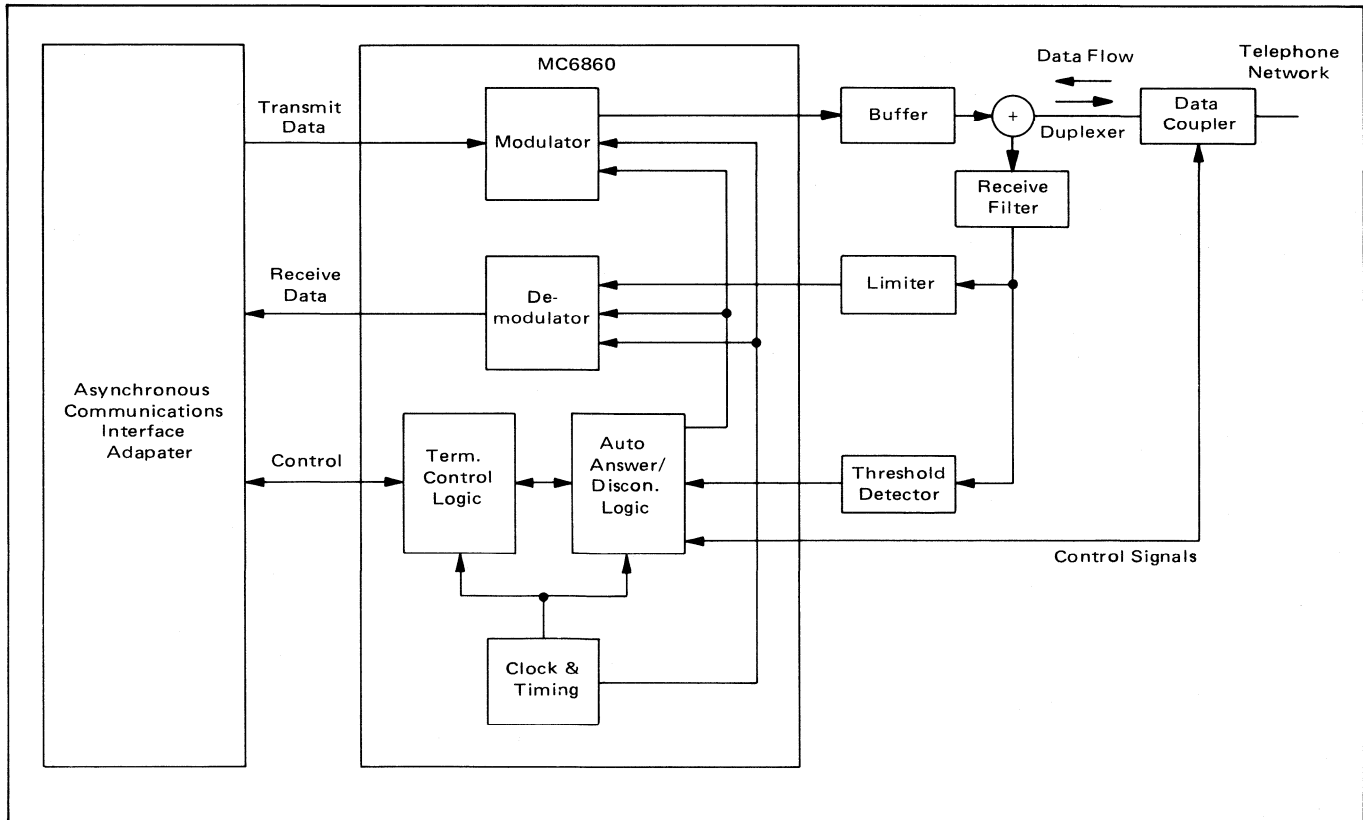 MC6860
Data Flow
Telephone
Network
Transmit
Data
Modulator
Buffer
+
Duplexer
Data
Coupler
Receive
Filter
Receive
Data
De-
modulator
Limiter
Asynchronous
Communications
Interface
Adapater
Control
Term.
Control
Logic
Auto
Answer/
Discon.
Logic
Threshold
Detector
Control Signals
Clock &
Timing